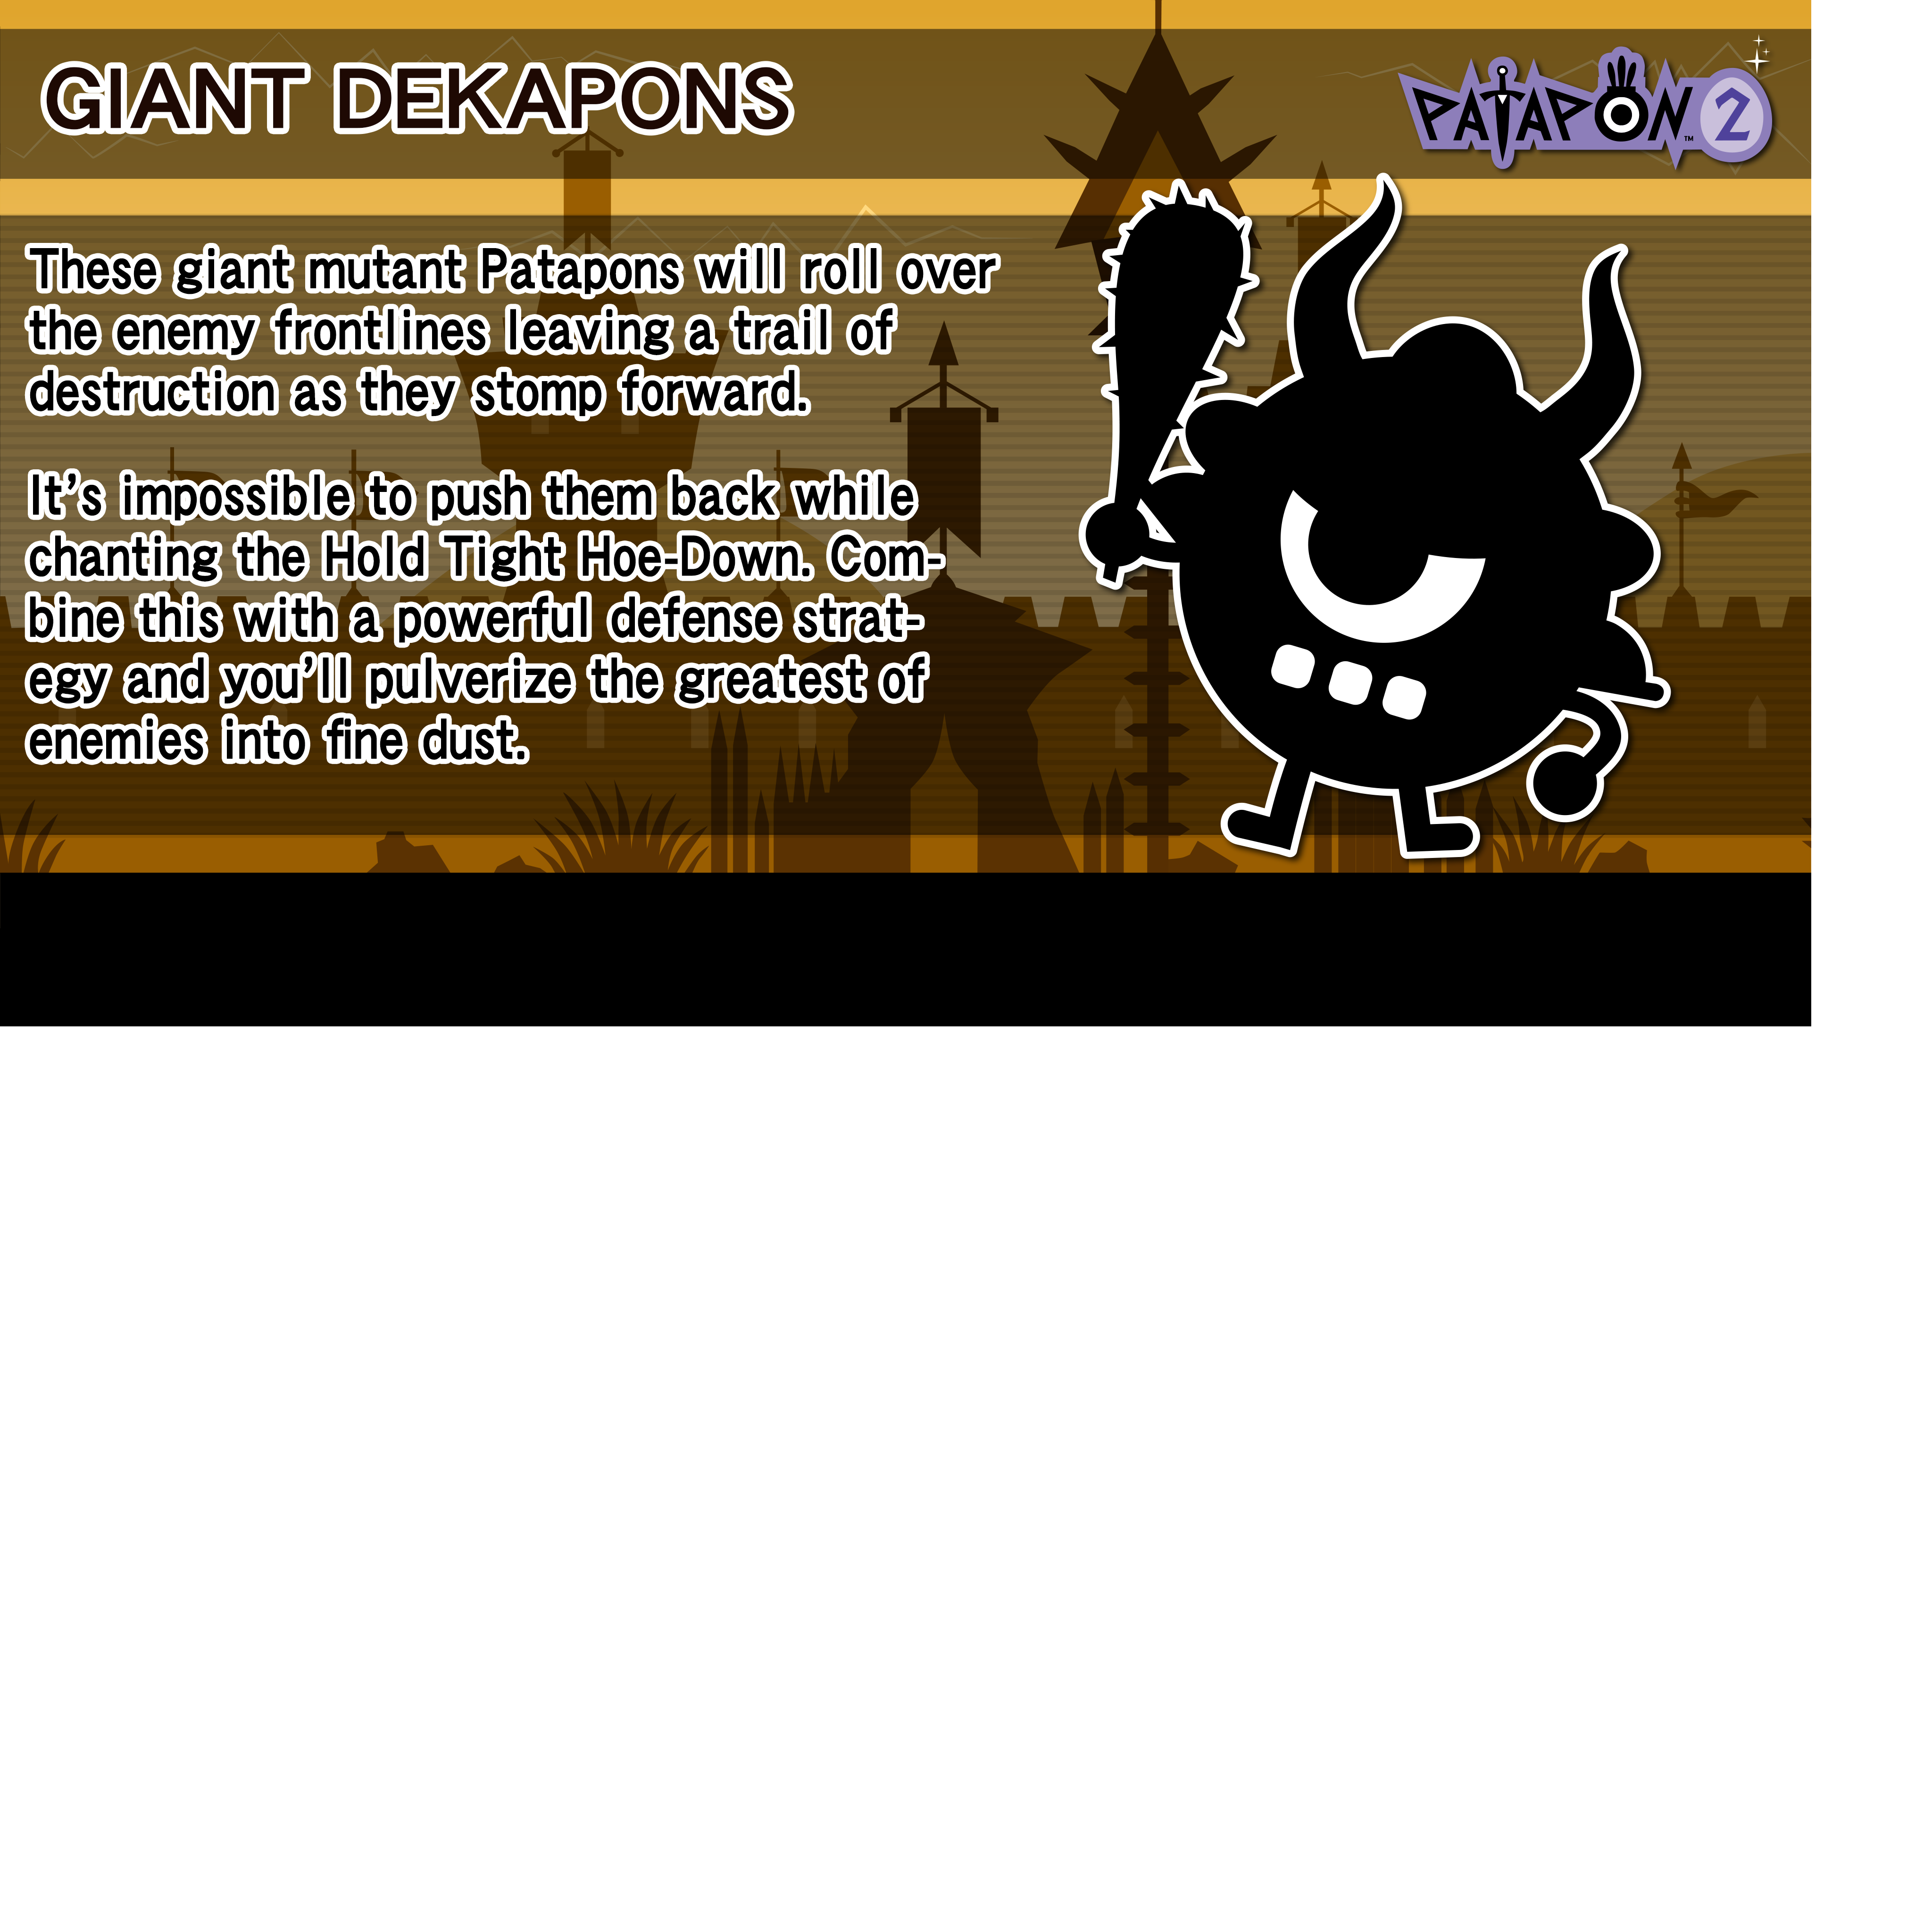 GIANT DEKAPONS
PATAPON 2
™
These giant mutant Patapons will roll over
the enemy frontlines leaving a trail of
destruction as they stomp forward.
It's impossible to push them back while
chanting the Hold Tight Hoe-Down. Com-
bine this with a powerful defense strat-
egy and you'll pulverize the greatest of
enemies into fine dust.